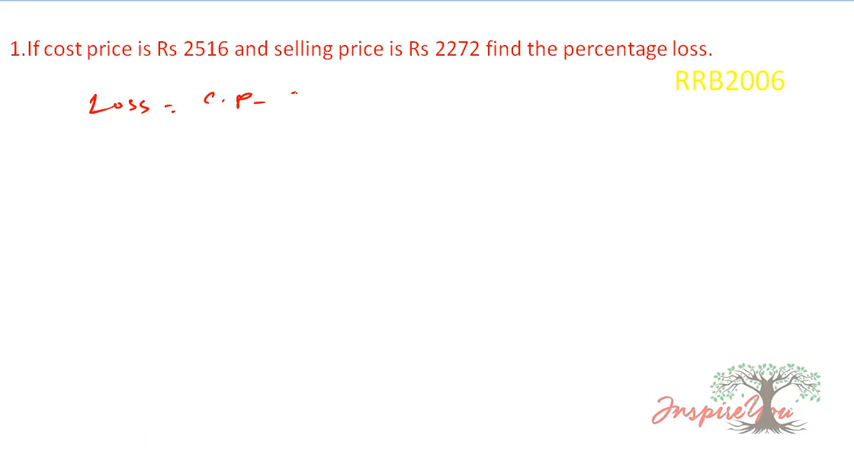 1.If cost price is Rs 2516 and selling price is Rs 2272 find the percentage loss.
RRB2006
Loss = C.P-
InspireYou